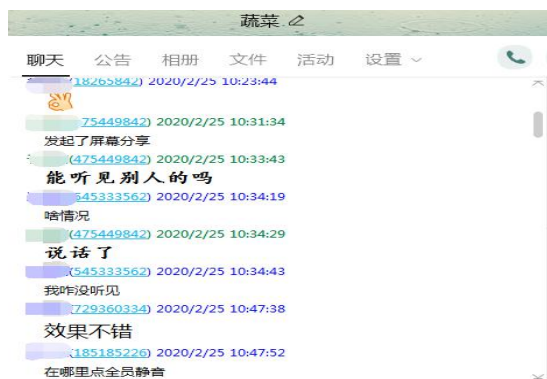 蔬菜
聊天 公告 相册 文件 活动 设置
(18265842) 2020/2/25 10:23:44
75449842) 2020/2/25 10:31:34
发起了屏幕分享
(475449842) 2020/2/25 10:33:43
能听见别人的吗
545333562) 2020/2/25 10:34:19
啥情况
(475449842) 2020/2/25 10:34:29
说话了
(545333562) 2020/2/25 10:34:43
我咋没听见
(729360334) 2020/2/25 10:47:38
效果不错
(185185226) 2020/2/25 10:47:52
在哪里点全员静音